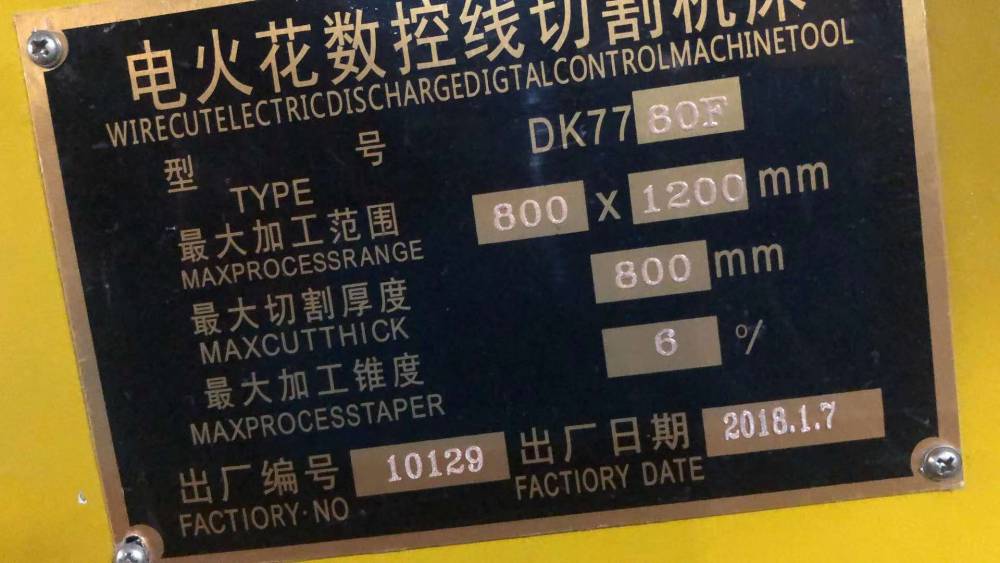 电火花数控线切割机床
WIRECUTELECTRICDISCHARGEDIGTALCONTROLMACHINETOOL
型 号 DK77 80F
TYPE
最大加工范围 800 x 1200 mm
MAXPROCESSRANGE
最大切割厚度 800 mm
MAXCUTTHICK
最大加工锥度 6 °/
MAXPROCESSTAPER
出厂编号 10129 出厂日期 2018.1.7
FACTIORY·NO FACTIORY DATE